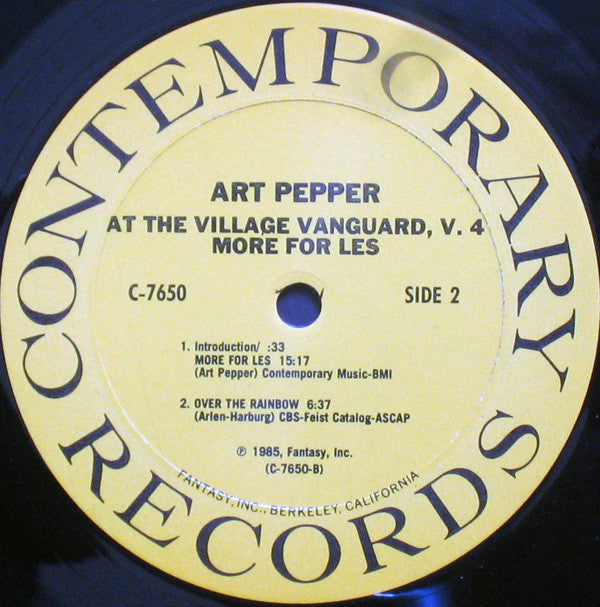 CONTEMPORARY
RECORDS
ART PEPPER
AT THE VILLAGE VANGUARD, V. 4
MORE FOR LES
C-7650
SIDE 2
1. Introduction/ :33
MORE FOR LES 15:17
(Art Pepper) Contemporary Music-BMI
2. OVER THE RAINBOW 6:37
(Arlen-Harburg) CBS-Feist Catalog-ASCAP
℗ 1985, Fantasy, Inc.
(C-7650-B)
FANTASY, INC., BERKELEY, CALIFORNIA